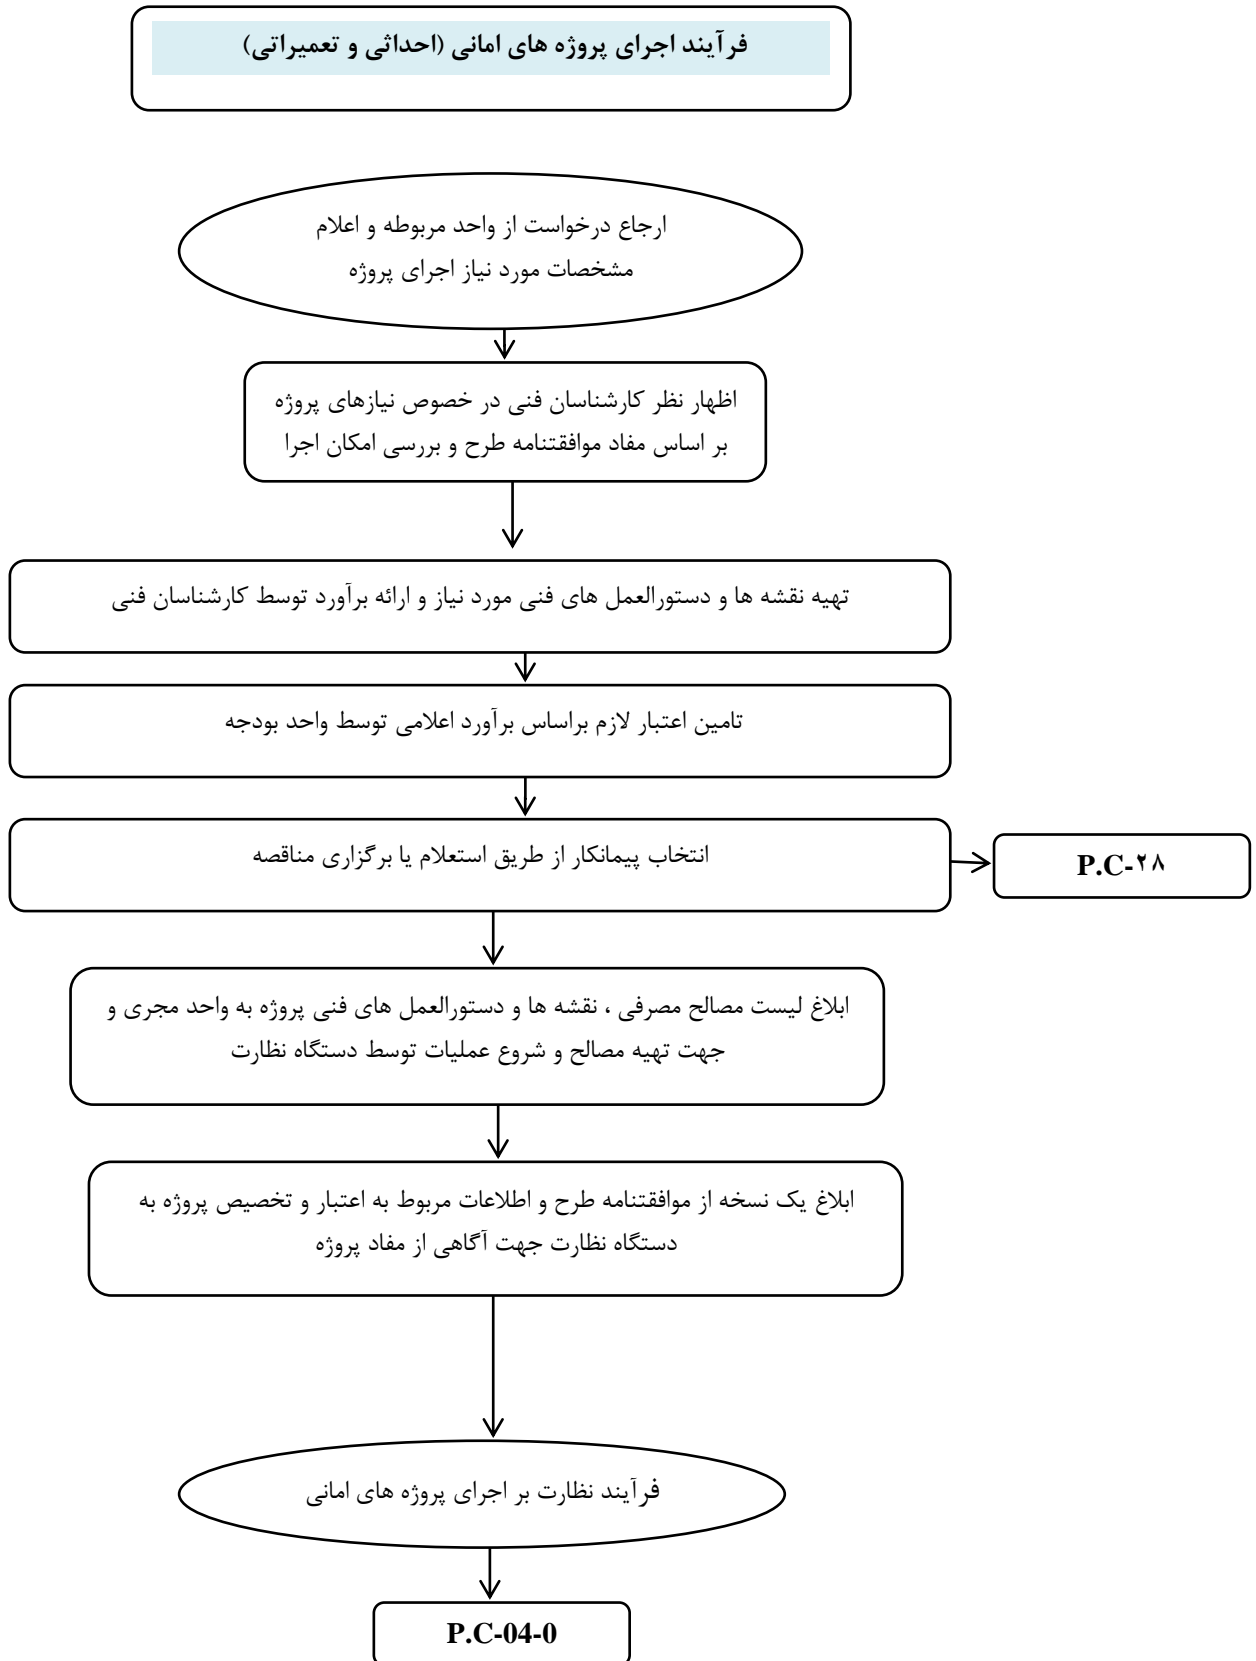 فرآیند اجرای پروژه های امانی (احداثی و تعمیراتی)
ارجاع درخواست از واحد مربوطه و اعلام
مشخصات مورد نیاز اجرای پروژه
اظهار نظر کارشناسان فنی در خصوص نیازهای پروژه
بر اساس مفاد موافقتنامه طرح و بررسی امکان اجرا
تهیه نقشه ها و دستورالعمل های فنی مورد نیاز و ارائه برآورد توسط کارشناسان فنی
تامین اعتبار لازم براساس برآورد اعلامی توسط واحد بودجه
انتخاب پیمانکار از طریق استعلام یا برگزاری مناقصه
P.C-۲۸
ابلاغ لیست مصالح مصرفی ، نقشه ها و دستورالعمل های فنی پروژه به واحد مجری و
جهت تهیه مصالح و شروع عملیات توسط دستگاه نظارت
ابلاغ یک نسخه از موافقتنامه طرح و اطلاعات مربوط به اعتبار و تخصیص پروژه به
دستگاه نظارت جهت آگاهی از مفاد پروژه
فرآیند نظارت بر اجرای پروژه های امانی
P.C-04-0